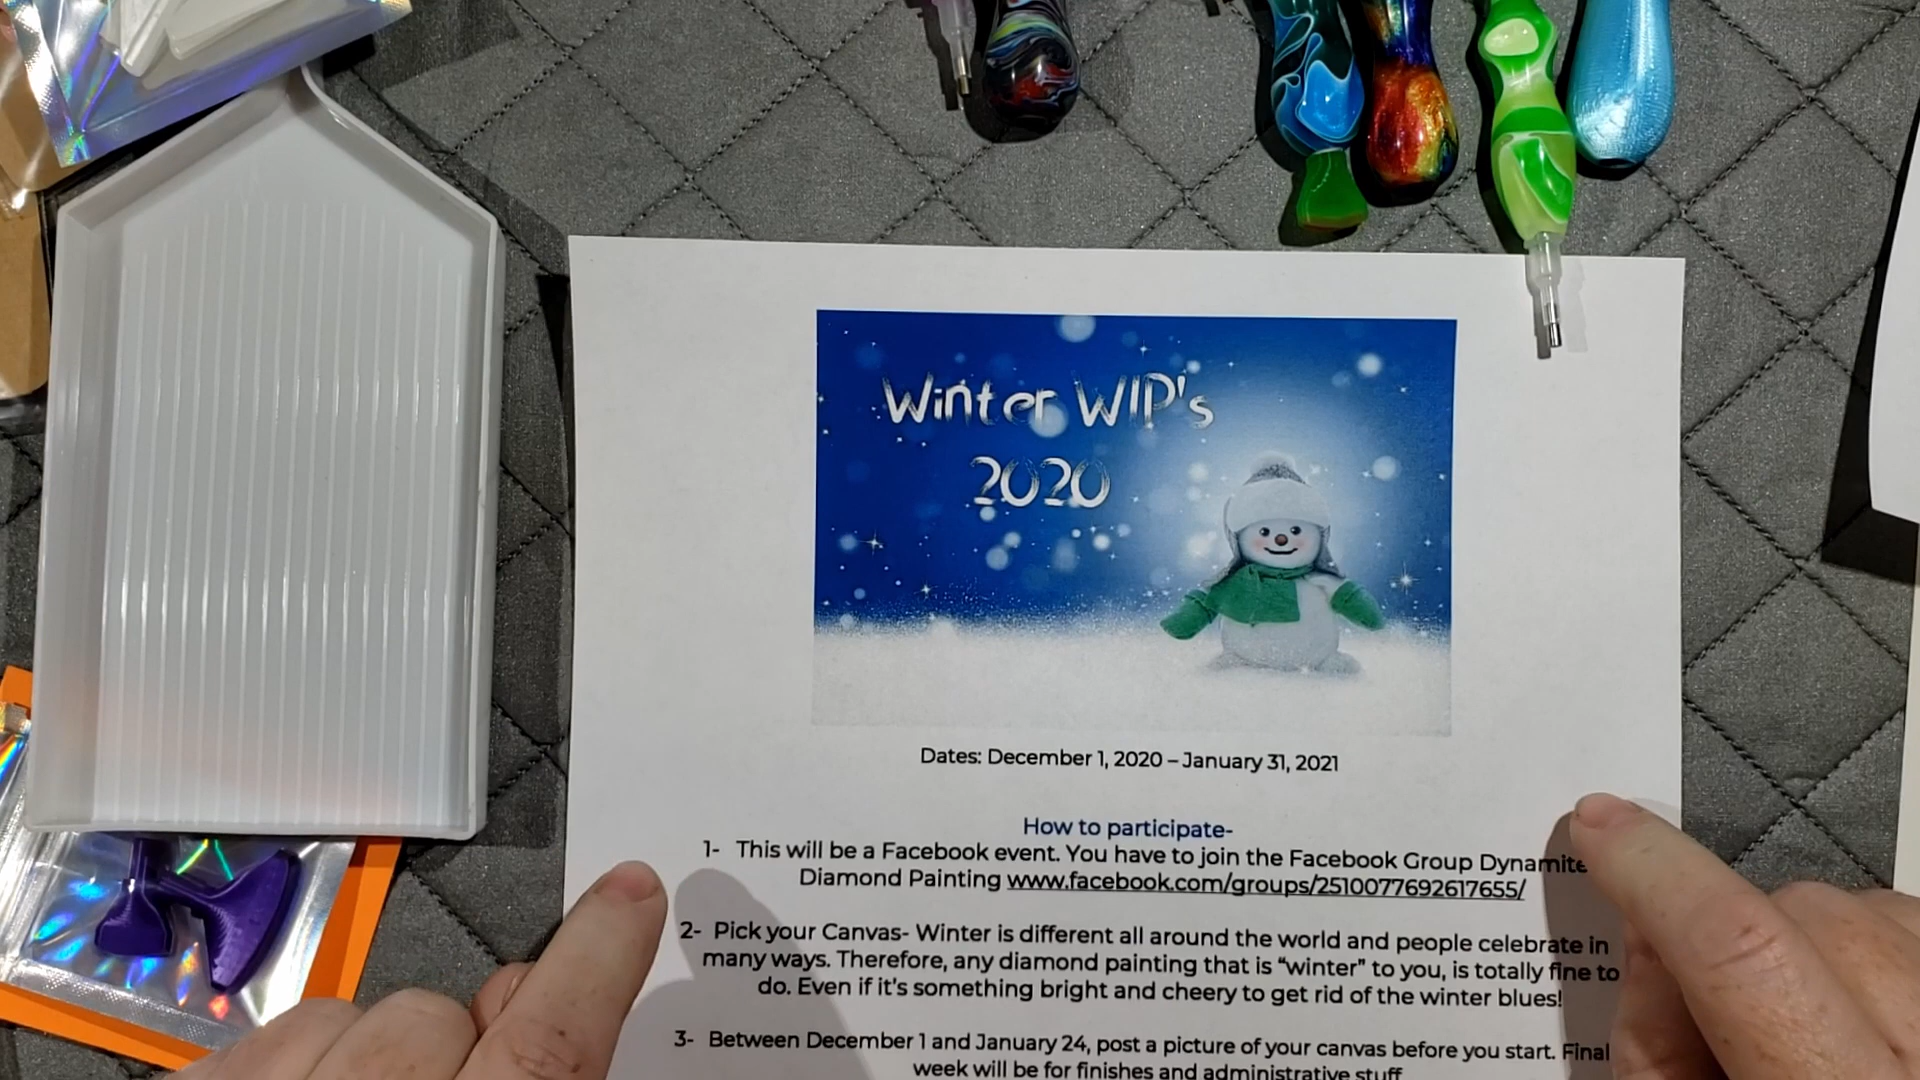 Winter WIP's
2020
Dates: December 1, 2020 – January 31, 2021
How to participate-
1- This will be a Facebook event. You have to join the Facebook Group Dynamite
Diamond Painting www.facebook.com/groups/2510077692617655/
2- Pick your Canvas- Winter is different all around the world and people celebrate in
many ways. Therefore, any diamond painting that is “winter” to you, is totally fine to
do. Even if it's something bright and cheery to get rid of the winter blues!
3- Between December 1 and January 24, post a picture of your canvas before you start. Final
week will be for finishes and administrative stuff